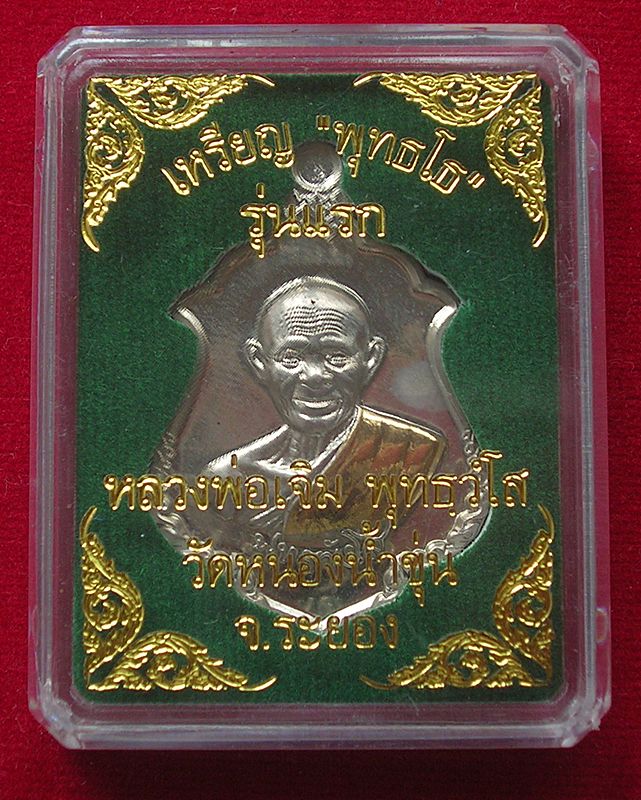 เหรียญ "พุทธโธ"
รุ่นแรก
หลวงพ่อเจิม พุทฺธวํโส
วัดหนองน้ำขุ่น
จ.ระยอง